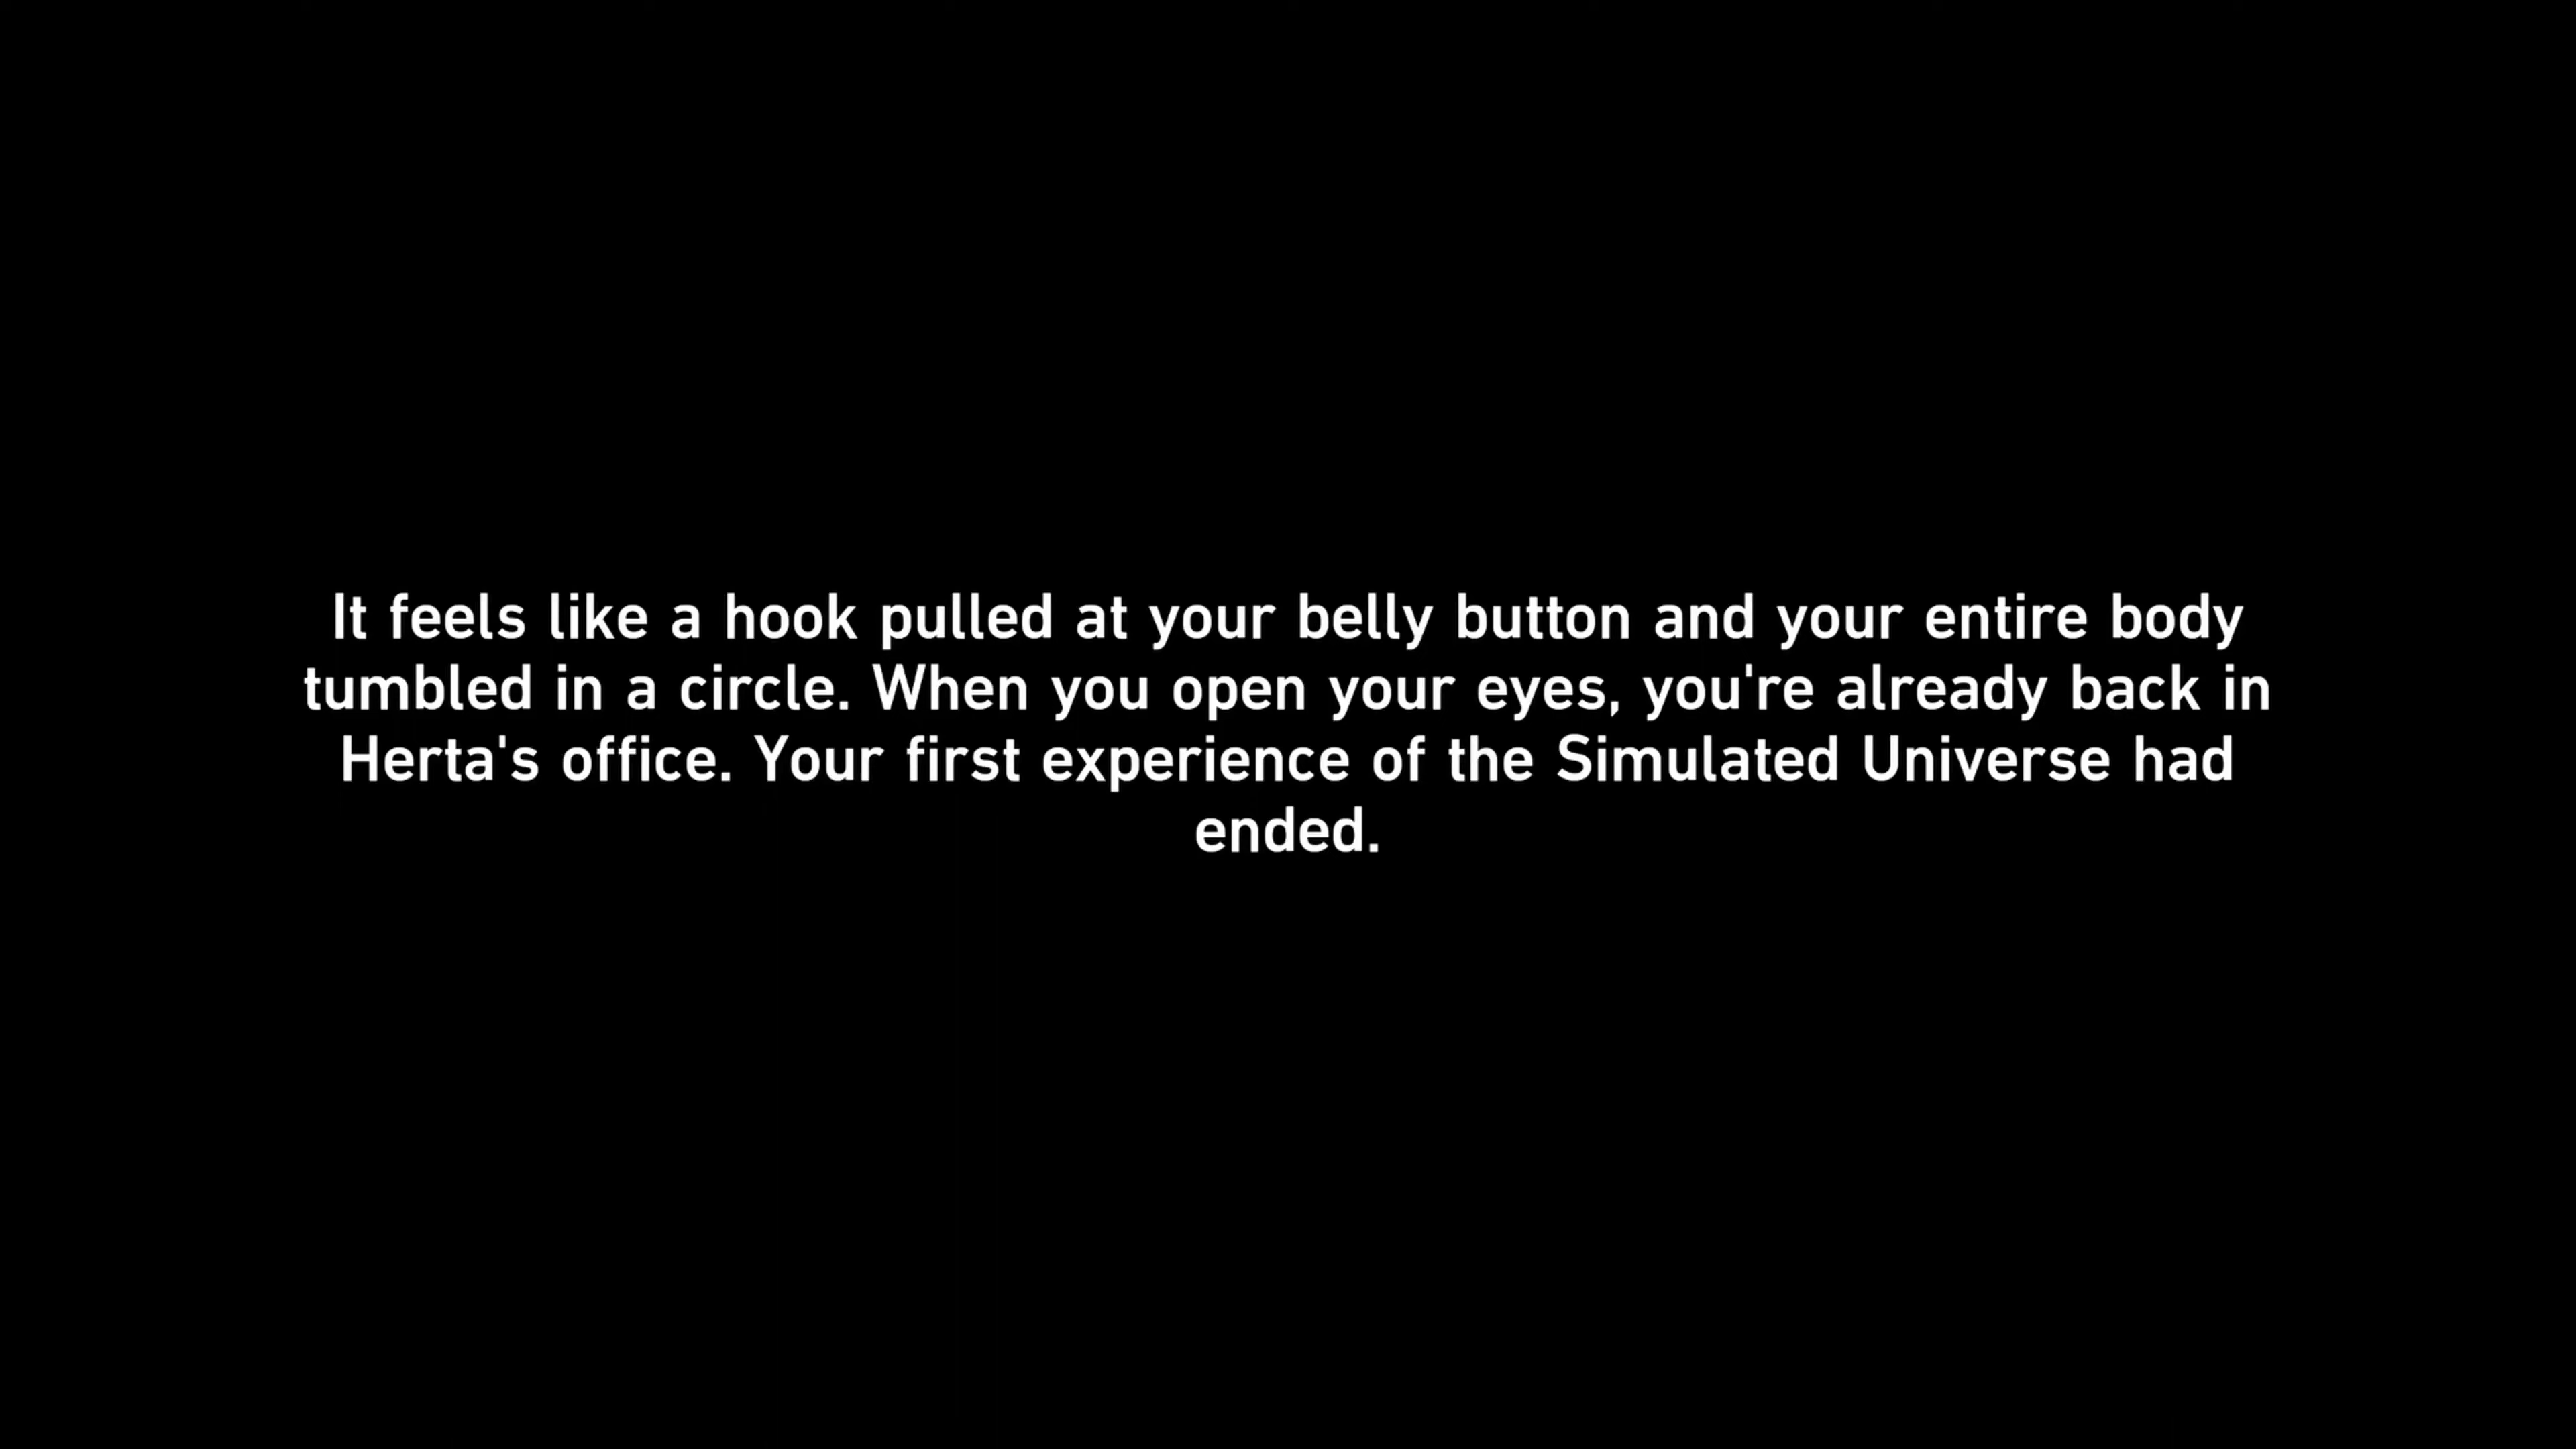 It feels like a hook pulled at your belly button and your entire body
tumbled in a circle. When you open your eyes, you're already back in
Herta's office. Your first experience of the Simulated Universe had
ended.